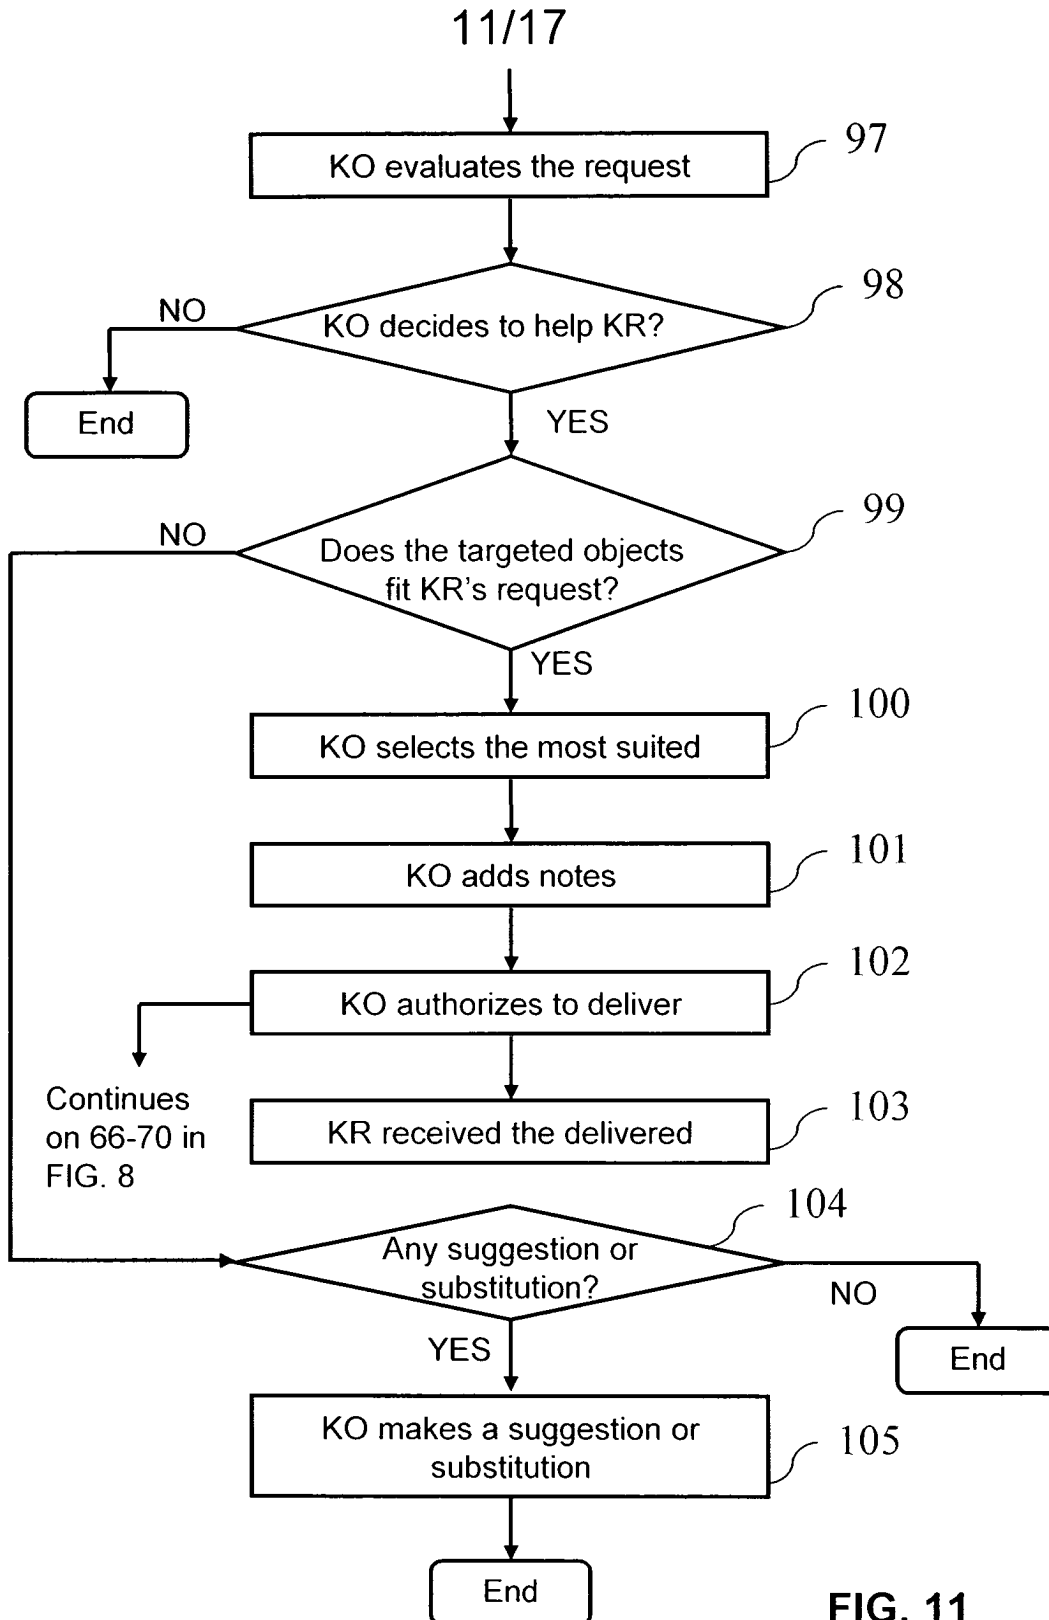 11/17
KO evaluates the request
97
KO decides to help KR?
98
NO
End
YES
Does the targeted objects
fit KR's request?
99
NO
YES
KO selects the most suited
100
KO adds notes
101
KO authorizes to deliver
102
Continues
on 66-70 in
FIG. 8
KR received the delivered
103
Any suggestion or
substitution?
104
NO
End
YES
KO makes a suggestion or
substitution
105
End
FIG. 11